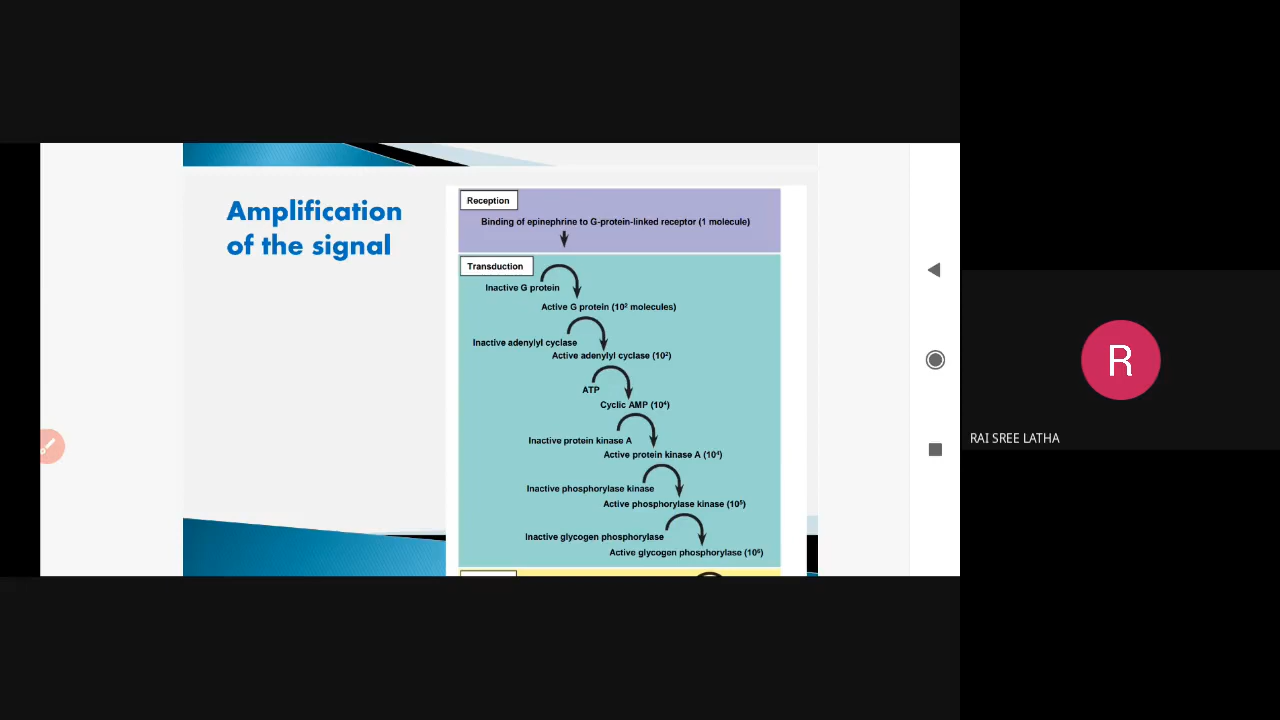 Amplification
of the signal
Reception
Binding of epinephrine to G-protein-linked receptor (1 molecule)
Transduction
Inactive G protein
Active G protein (10² molecules)
Inactive adenylyl cyclase
Active adenylyl cyclase (10²)
ATP
Cyclic AMP (10⁴)
Inactive protein kinase A
Active protein kinase A (10⁴)
Inactive phosphorylase kinase
Active phosphorylase kinase (10⁵)
Inactive glycogen phosphorylase
Active glycogen phosphorylase (10⁶)
R
RAI SREE LATHA